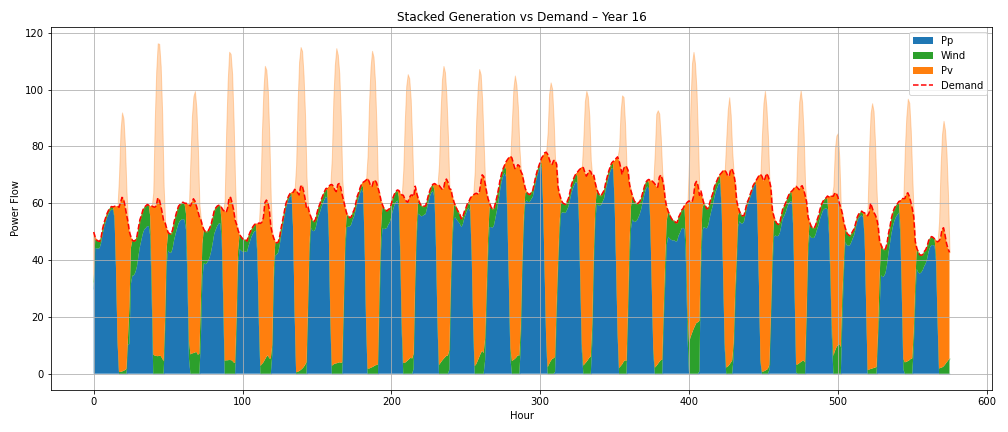 Stacked Generation vs Demand – Year 16
120
100
80
60
40
20
0
Power Flow
Pp
Wind
Pv
Demand
0
100
200
300
400
500
600
Hour